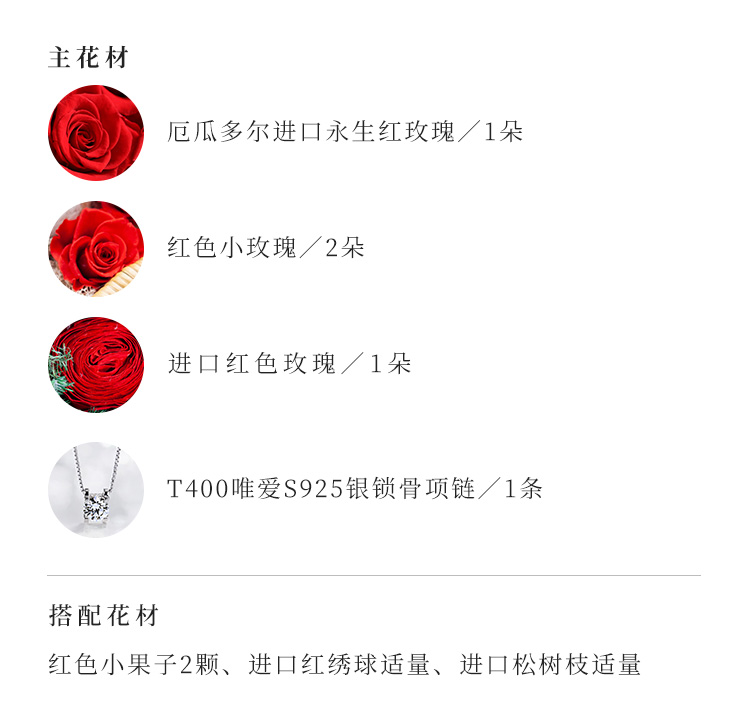 主花材
厄瓜多尔进口永生红玫瑰／1朵
红色小玫瑰／2朵
进口红色玫瑰／1朵
T400唯爱S925银锁骨项链／1条
搭配花材
红色小果子2颗、进口红绣球适量、进口松树枝适量